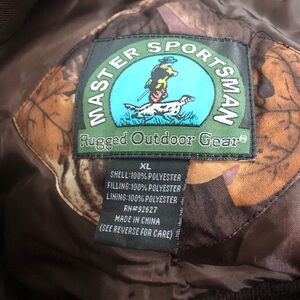 MASTER SPORTSMAN
Rugged Outdoor Gear®
XL
SHELL:100% POLYESTER
FILLING:100% POLYESTER
LINING:100% POLYESTER
RN#92627
MADE IN
CHINA
(SEE REVERSE FOR CARE)